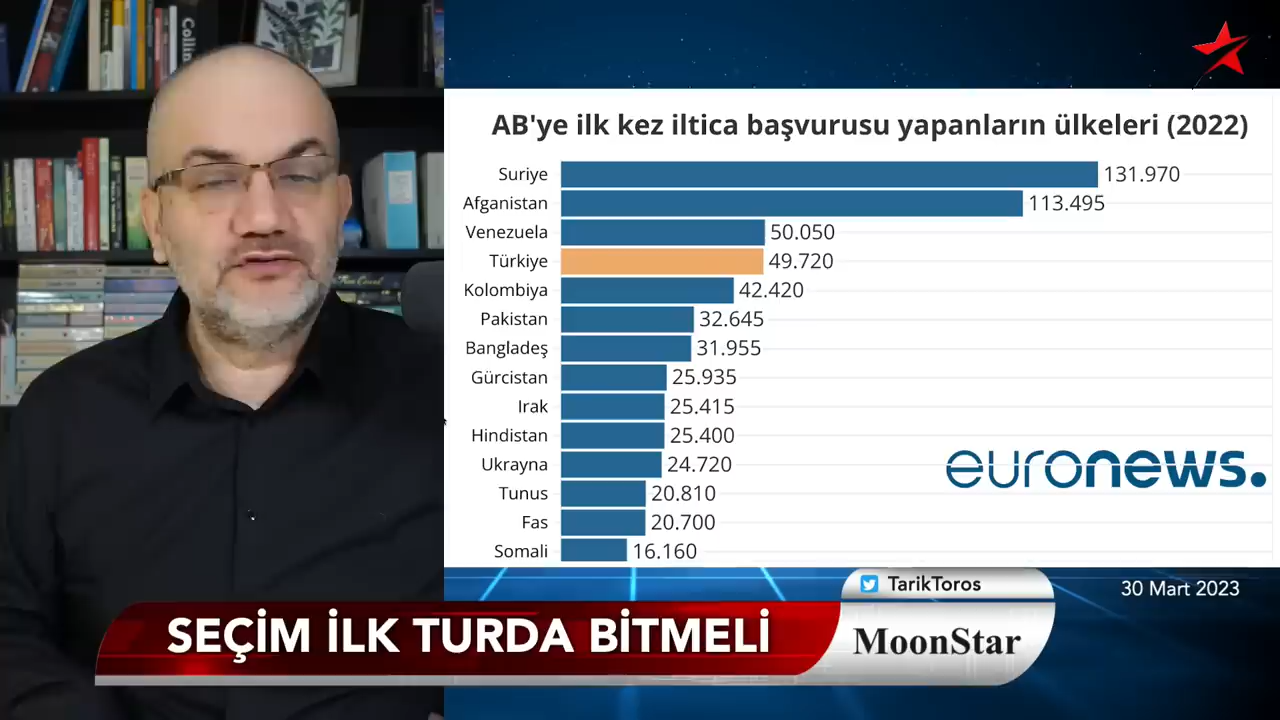 Collin
AB'ye ilk kez iltica başvurusu yapanların ülkeleri (2022)
Suriye 131.970
Afganistan 113.495
Venezuela 50.050
Türkiye 49.720
Kolombiya 42.420
Pakistan 32.645
Bangladeş 31.955
Gürcistan 25.935
Irak 25.415
Hindistan 25.400
Ukrayna 24.720
Tunus 20.810
Fas 20.700
Somali 16.160
euronews.
TarikToros
30 Mart 2023
SEÇİM İLK TURDA BİTMELİ
MoonStar